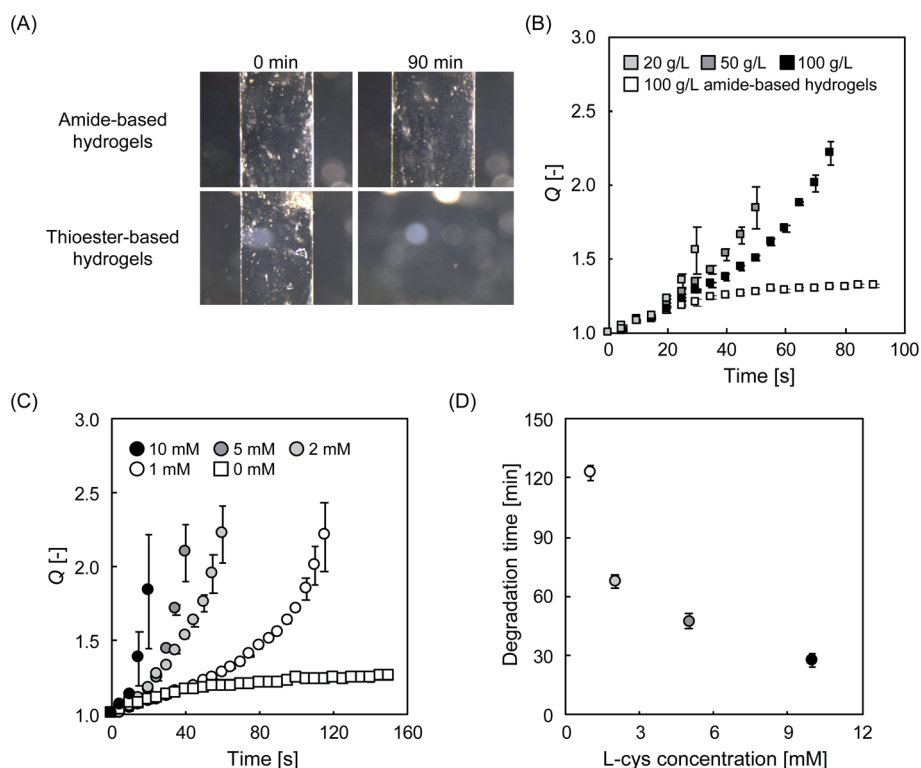 (A)
0 min
90 min
Amide-based
hydrogels
Thioester-based
hydrogels
(B)
3.0
2.5
2.0
1.5
1.0
Q [-]
20 g/L 50 g/L 100 g/L
100 g/L amide-based hydrogels
0 20 40 60 80 100
Time [s]
(C)
3.0
2.5
2.0
1.5
1.0
Q [-]
10 mM 5 mM 2 mM
1 mM 0 mM
0 40 80 120 160
Time [s]
(D)
150
120
90
60
30
0
Degradation time [min]
0 3 6 9 12
L-cys concentration [mM]